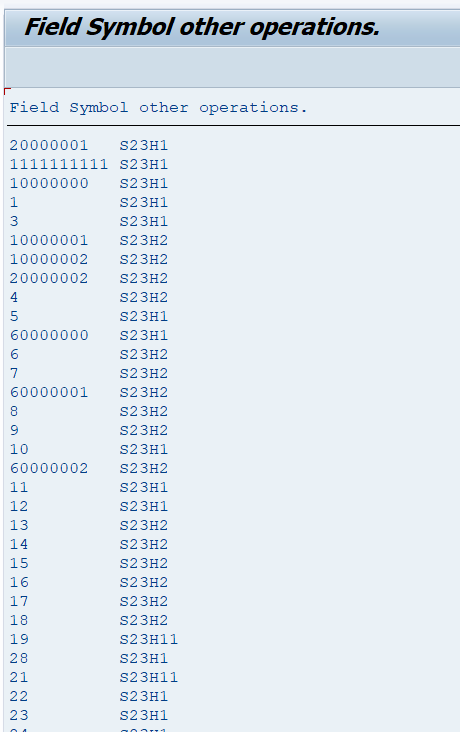 Field Symbol other operations.
Field Symbol other operations.
20000001 S23H1
1111111111 S23H1
10000000 S23H1
1 S23H1
3 S23H1
10000001 S23H2
10000002 S23H2
20000002 S23H2
4 S23H2
5 S23H1
60000000 S23H1
6 S23H2
7 S23H2
60000001 S23H2
8 S23H2
9 S23H2
10 S23H1
60000002 S23H2
11 S23H1
12 S23H1
13 S23H2
14 S23H2
15 S23H2
16 S23H2
17 S23H2
18 S23H2
19 S23H11
28 S23H1
21 S23H11
22 S23H1
23 S23H1